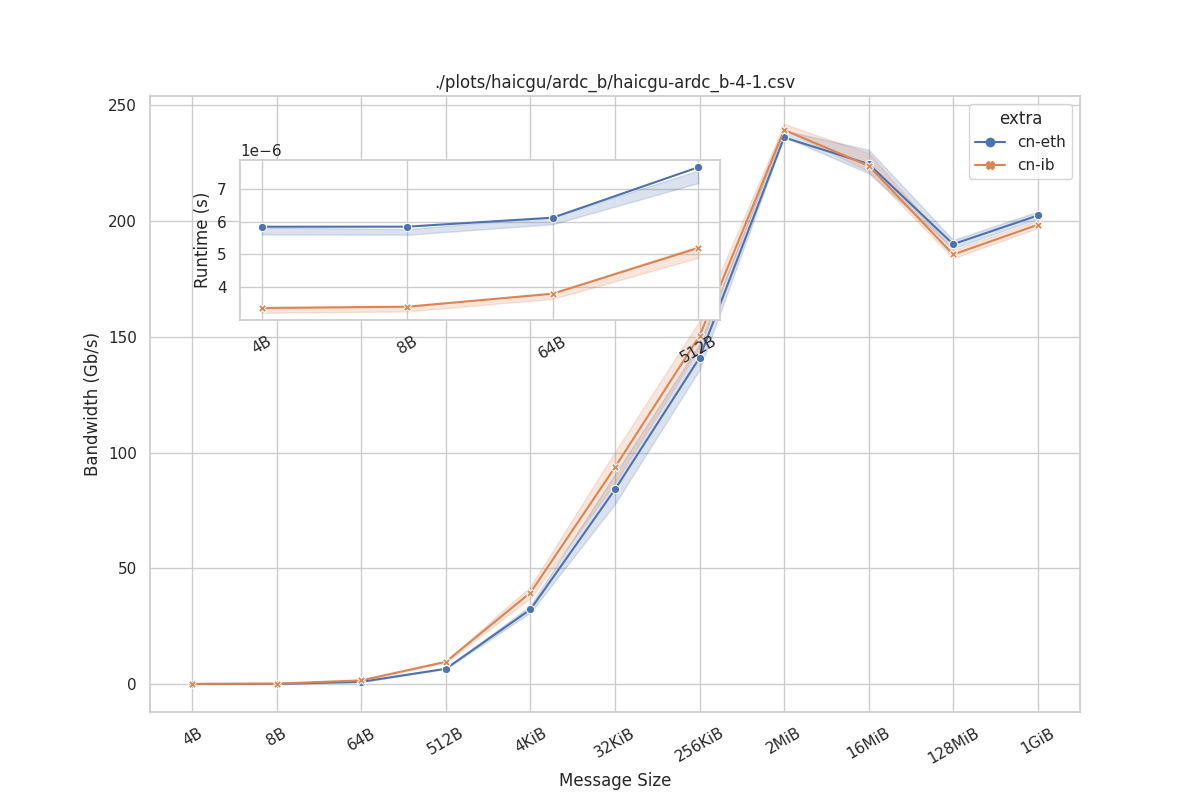 ./plots/haicgu/ardc_b/haicgu-ardc_b-4-1.csv
250
200
150
100
50
0
Bandwidth (Gb/s)
extra
cn-eth
cn-ib
1e−6
7
6
5
4
Runtime (s)
4B
8B
64B
512B
4B
8B
64B
512B
4KiB
32KiB
256KiB
2MiB
16MiB
128MiB
1GiB
Message Size